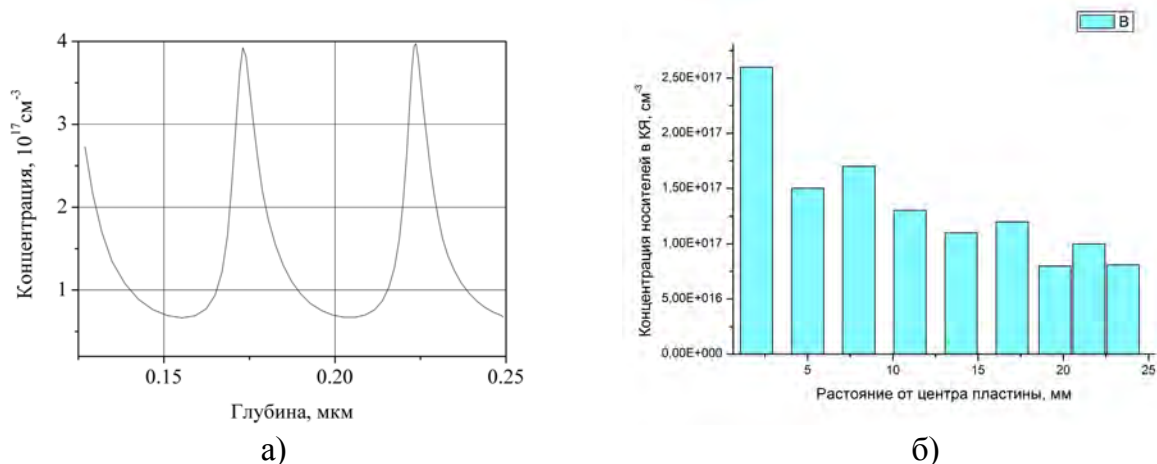 Концентрация, 10¹⁷см⁻³
4
3
2
1
0.15
0.20
0.25
Глубина, мкм
а)
B
Концентрация носителей в КЯ, см⁻³
2,50E+017
2,00E+017
1,50E+017
1,00E+017
5,00E+016
0,00E+000
5
10
15
20
25
Растояние от центра пластины, мм
б)